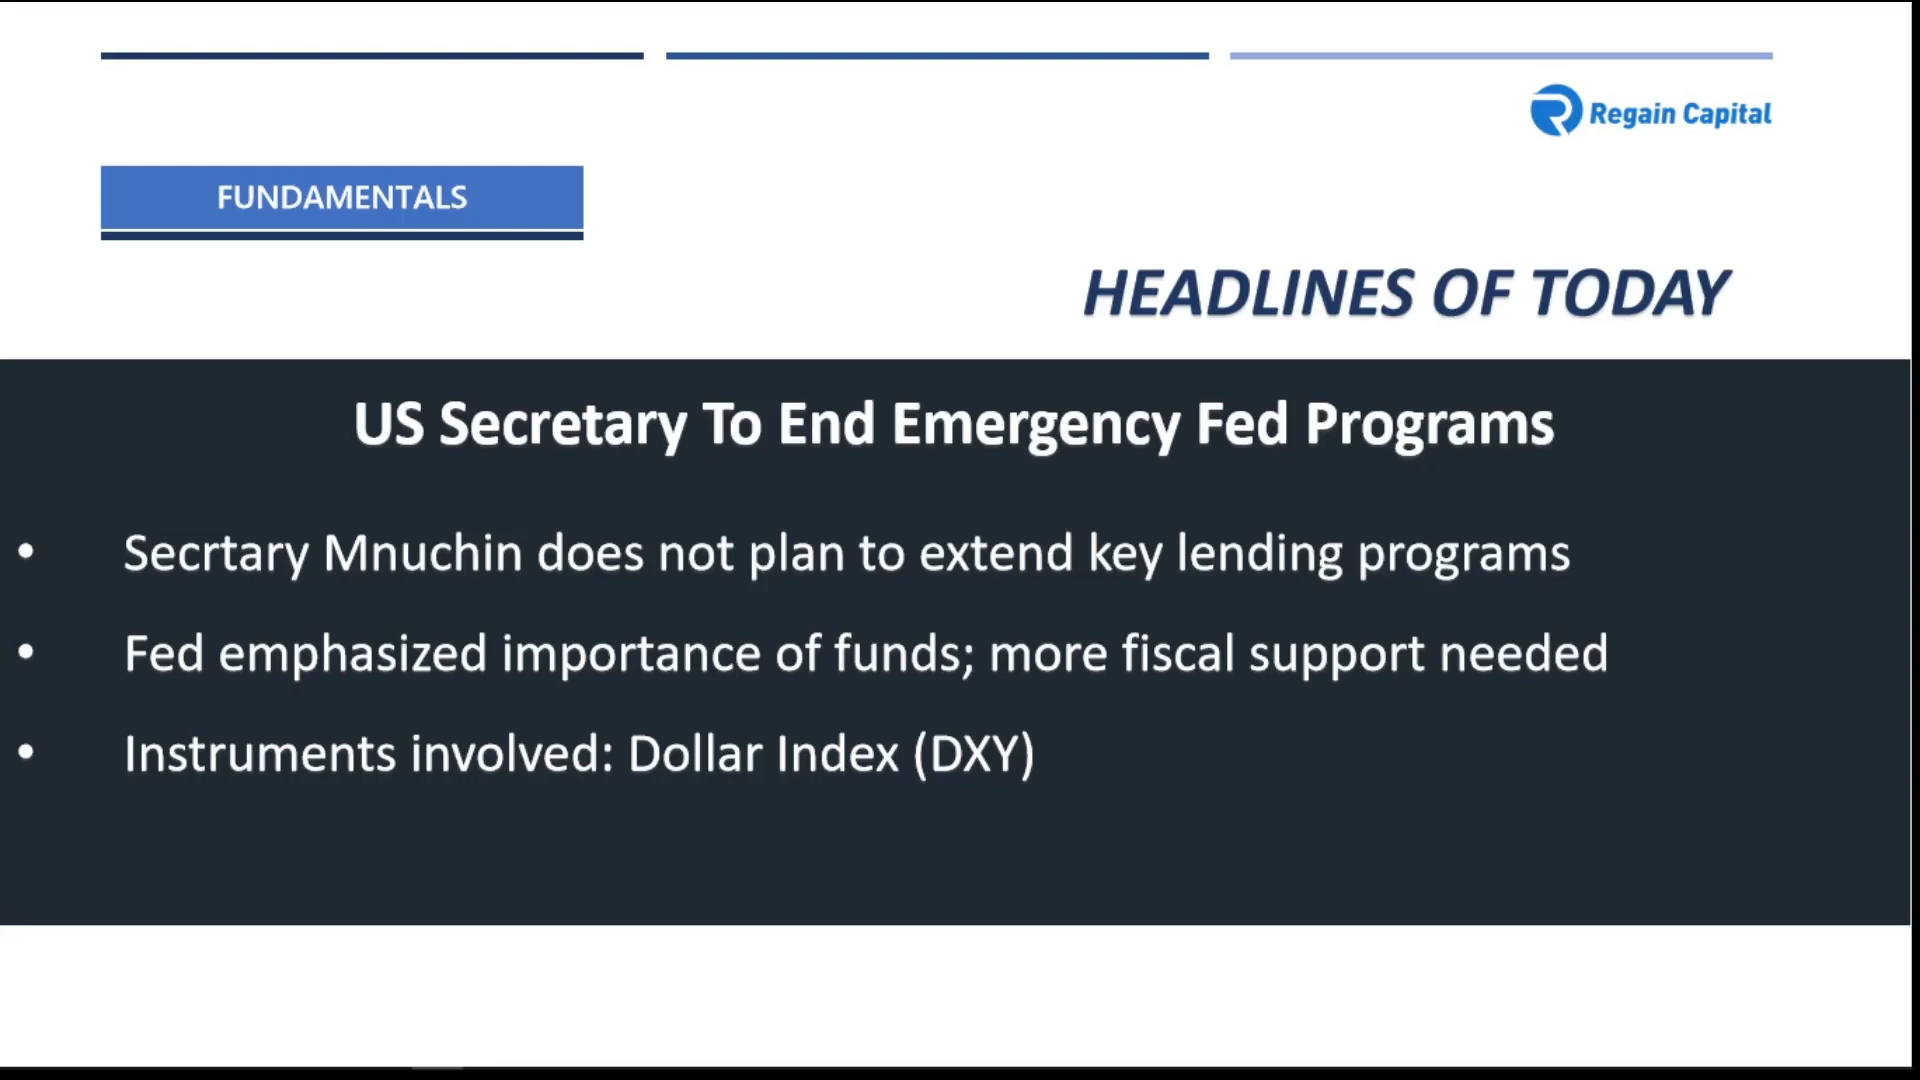 Regain Capital
FUNDAMENTALS
HEADLINES OF TODAY
US Secretary To End Emergency Fed Programs
• Secrtary Mnuchin does not plan to extend key lending programs
• Fed emphasized importance of funds; more fiscal support needed
• Instruments involved: Dollar Index (DXY)